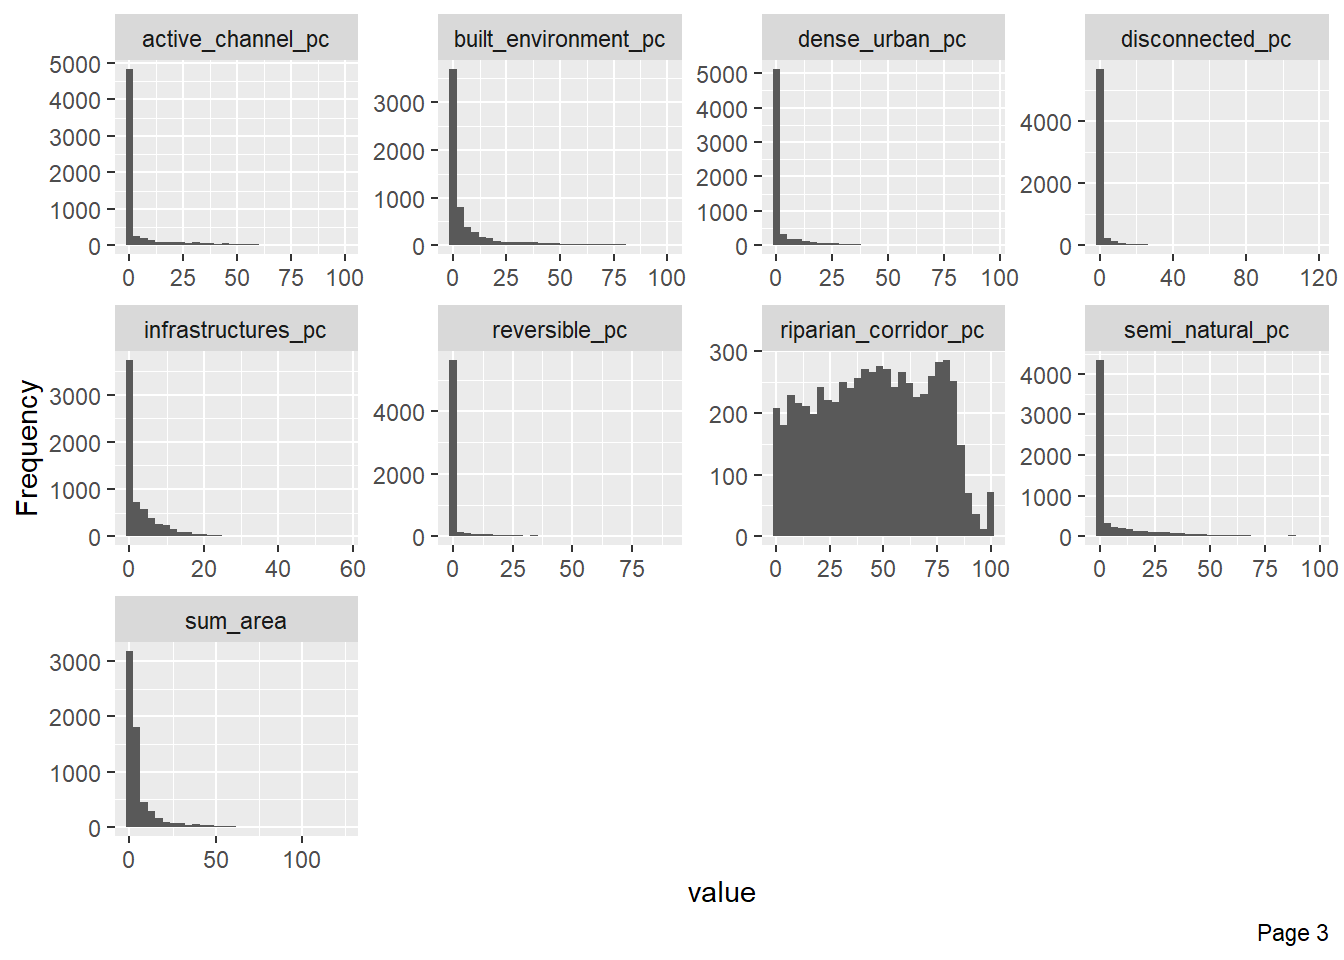 active_channel_pc built_environment_pc dense_urban_pc disconnected_pc
5000 4000 3000 2000 1000 0
3000 2000 1000 0
5000 4000 3000 2000 1000 0
4000 2000 0
0 25 50 75 100 0 25 50 75 100 0 25 50 75 100 0 40 80 120
infrastructures_pc reversible_pc riparian_corridor_pc semi_natural_pc
3000 2000 1000 0
4000 2000 0
300 200 100 0
4000 3000 2000 1000 0
0 20 40 60 0 25 50 75 0 25 50 75 100 0 25 50 75 100
sum_area
3000 2000 1000 0
0 50 100
Frequency
value
Page 3